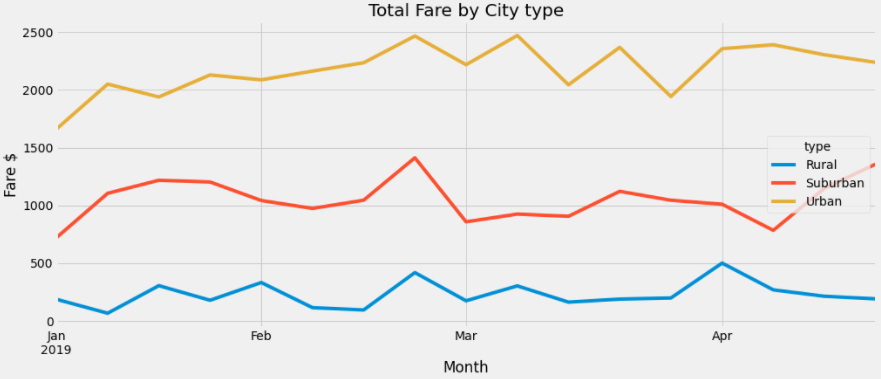 Total Fare by City type
Fare $
2500
2000
1500
1000
500
0
type
Rural
Suburban
Urban
Jan
2019
Feb
Mar
Apr
Month